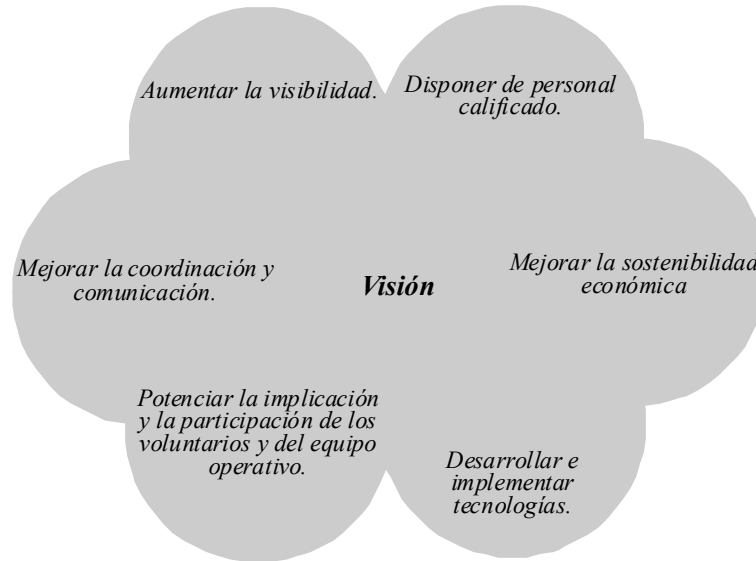 Aumentar la visibilidad.
Disponer de personal
calificado.
Mejorar la coordinación y
comunicación.
Visión
Mejorar la sostenibilidad
económica
Potenciar la implicación
y la participación de los
voluntarios y del equipo
operativo.
Desarrollar e
implementar
tecnologías.